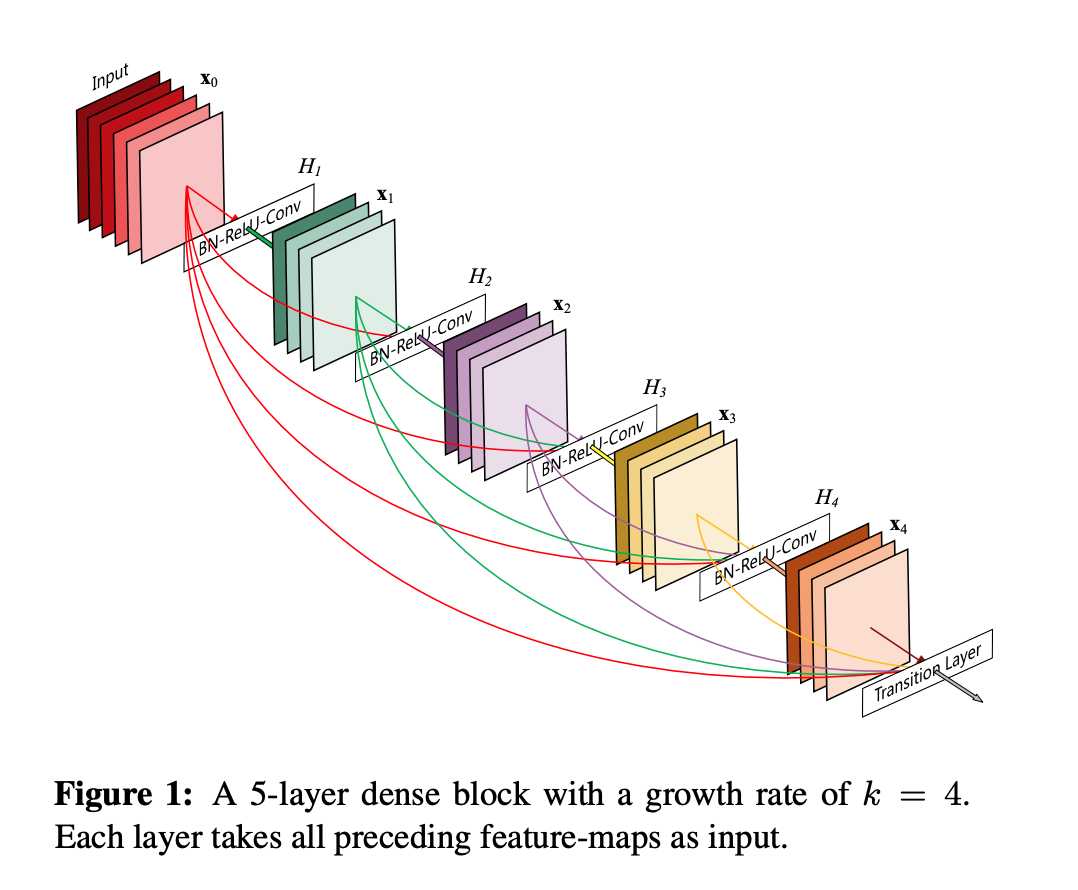 Input
x₀
H₁
BN-ReLU-Conv
x₁
H₂
BN-ReLU-Conv
x₂
H₃
BN-ReLU-Conv
x₃
H₄
BN-ReLU-Conv
x₄
Transition Layer
Figure 1: A 5-layer dense block with a growth rate of k = 4.
Each layer takes all preceding feature-maps as input.